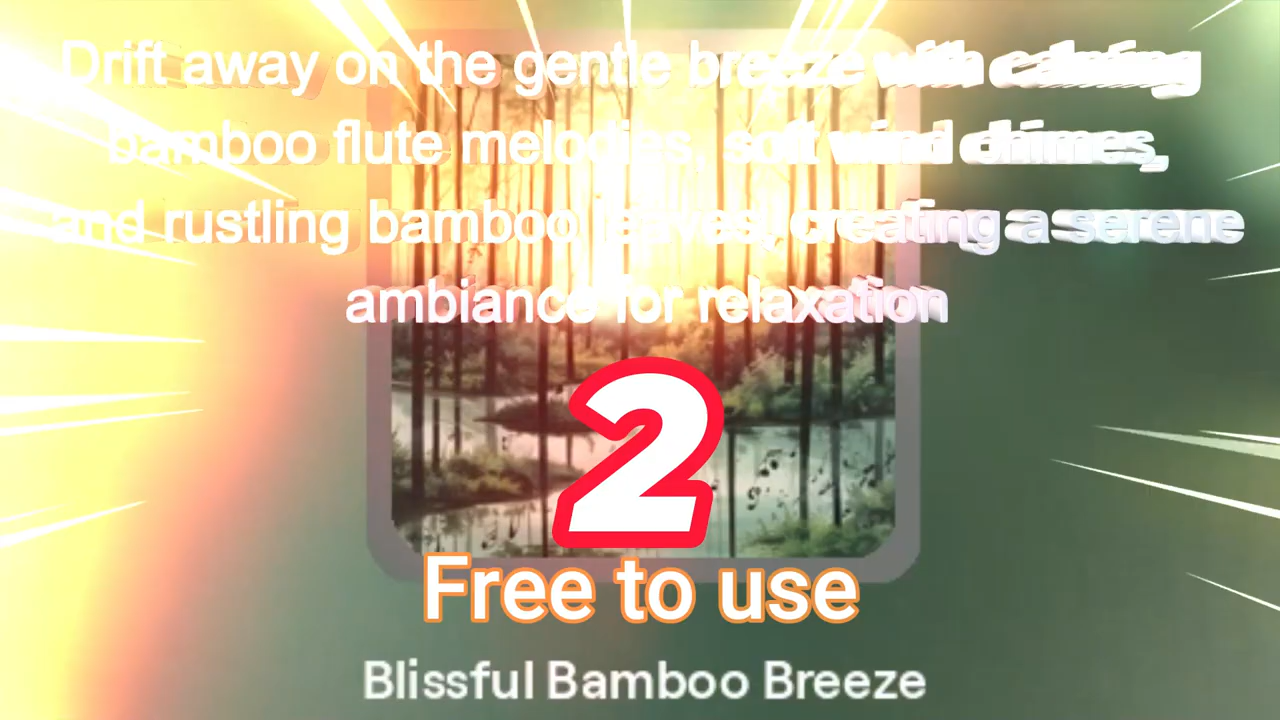 Drift away on the gentle breeze with calming
bamboo flute melodies, soft wind chimes,
and rustling bamboo leaves, creating a serene
ambiance for relaxation
2
Free to use
Blissful Bamboo Breeze